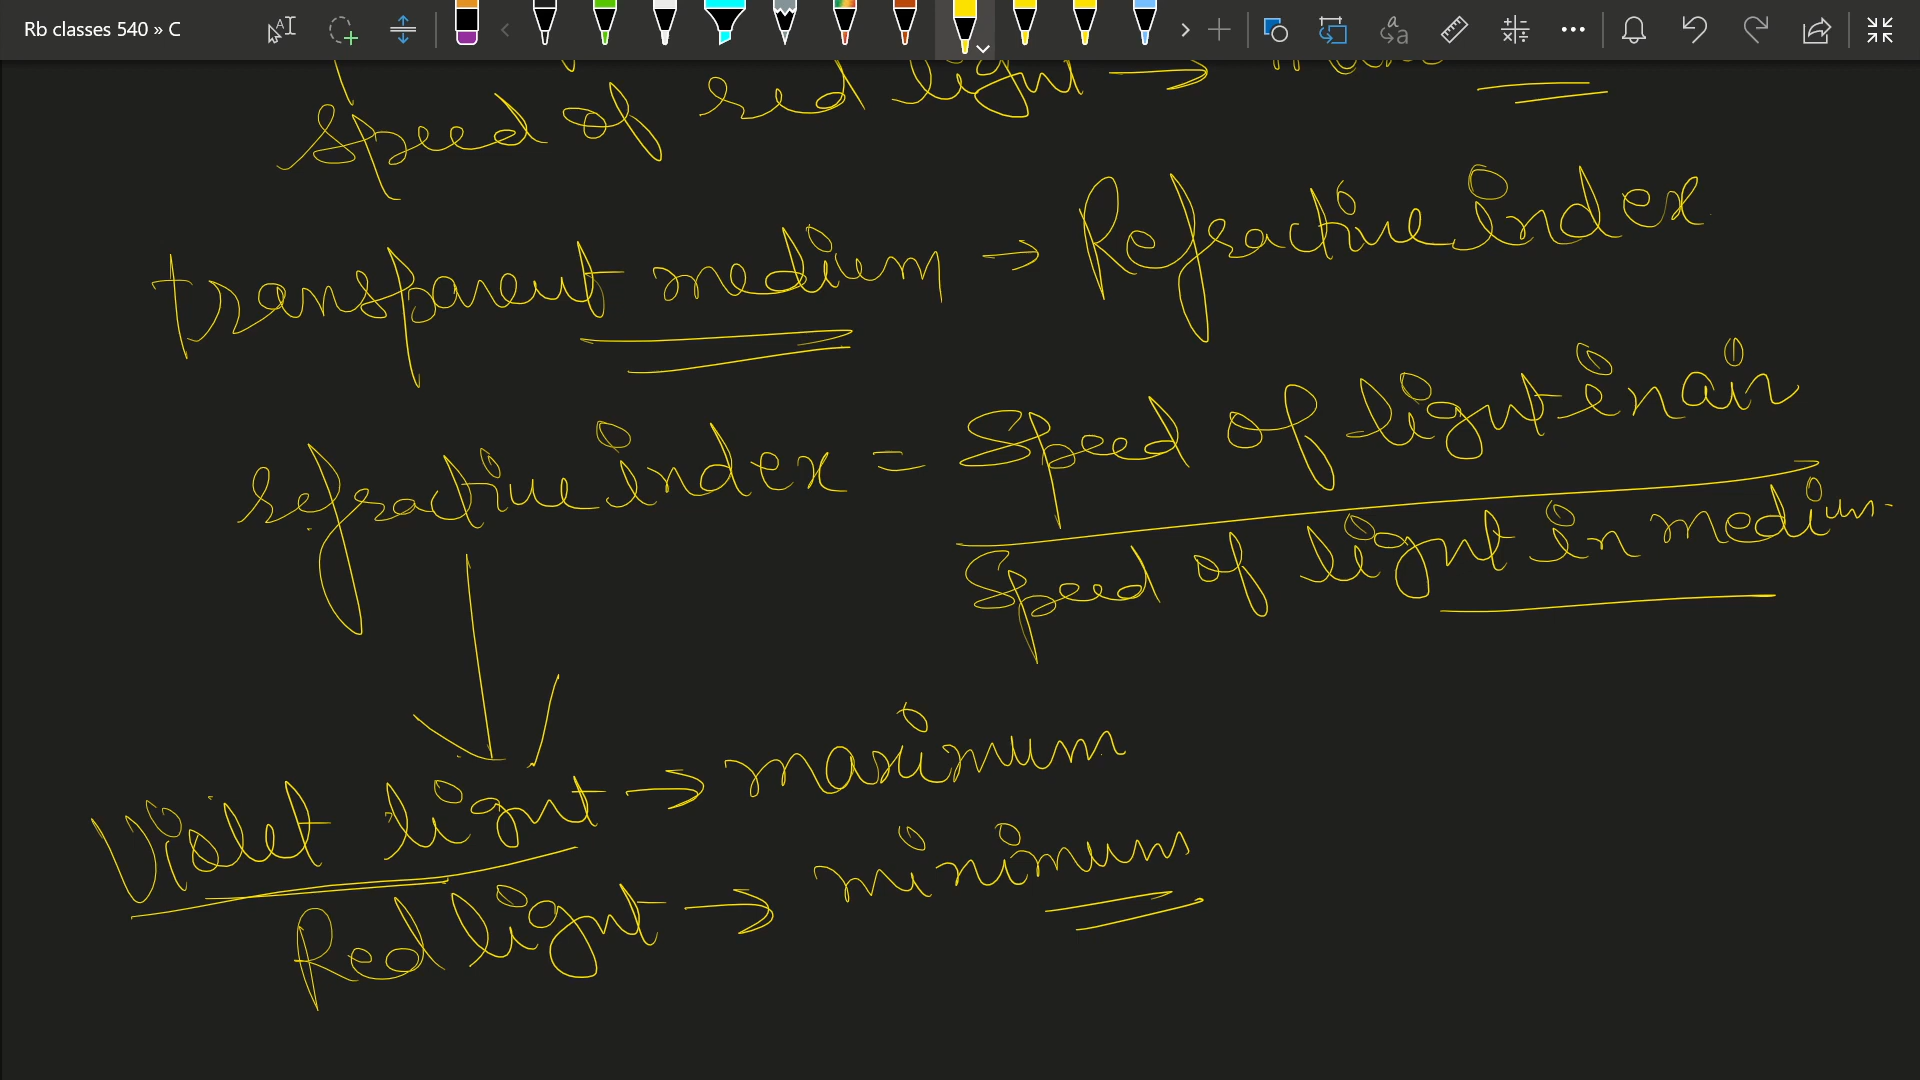 Rb classes 540 » C
speed of red light →
transparent medium → Refractive index
refractive index = Speed of light in air
Speed of light in medium
Violet light → maximum
Red light → minimum